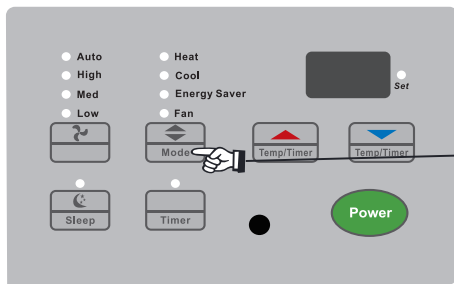 Auto Heat
High Cool
Set
Med Energy Saver
Low Fan
Mode Temp/Timer Temp/Timer
Sleep Timer Power